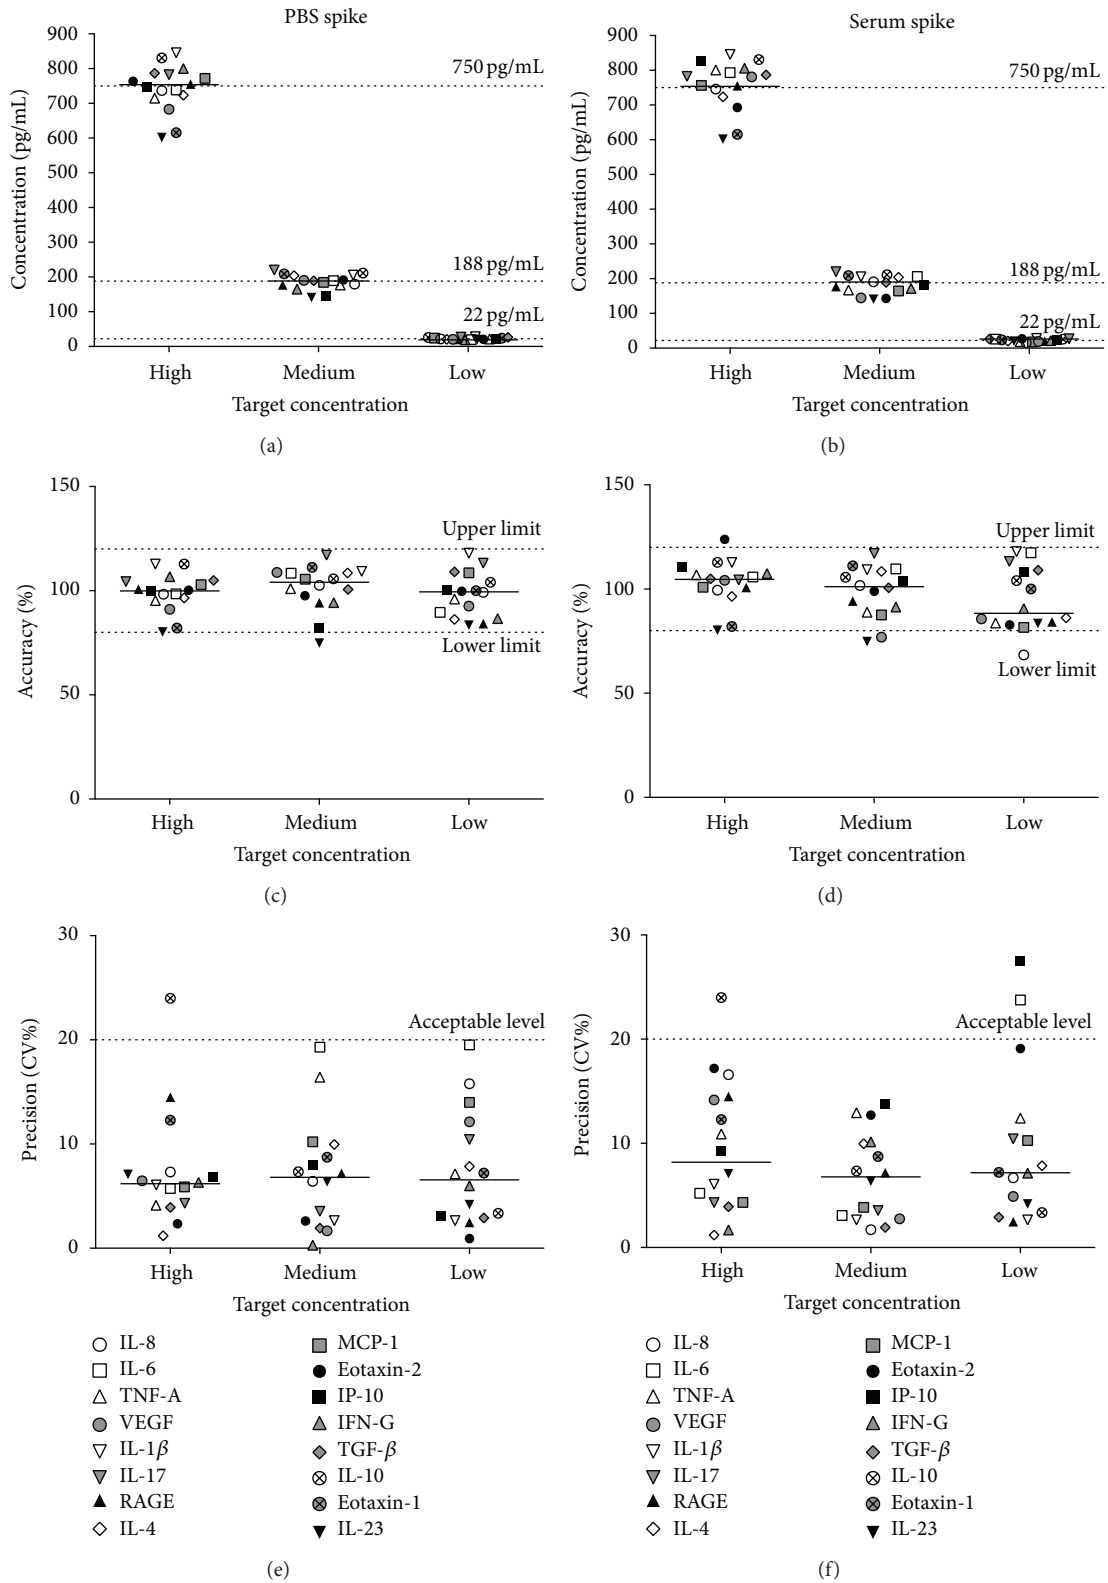 PBS spike
900
800
700
600
500
400
300
200
100
0
Concentration (pg/mL)
750 pg/mL
188 pg/mL
22 pg/mL
High Medium Low
Target concentration
(a)
Serum spike
900
800
700
600
500
400
300
200
100
0
Concentration (pg/mL)
750 pg/mL
188 pg/mL
22 pg/mL
High Medium Low
Target concentration
(b)
150
100
50
0
Accuracy (%)
Upper limit
Lower limit
High Medium Low
Target concentration
(c)
150
100
50
0
Accuracy (%)
Upper limit
Lower limit
High Medium Low
Target concentration
(d)
30
20
10
0
Precision (CV%)
Acceptable level
High Medium Low
Target concentration
IL-8
IL-6
TNF-A
VEGF
IL-1β
IL-17
RAGE
IL-4
MCP-1
Eotaxin-2
IP-10
IFN-G
TGF-β
IL-10
Eotaxin-1
IL-23
(e)
30
20
10
0
Precision (CV%)
Acceptable level
High Medium Low
Target concentration
IL-8
IL-6
TNF-A
VEGF
IL-1β
IL-17
RAGE
IL-4
MCP-1
Eotaxin-2
IP-10
IFN-G
TGF-β
IL-10
Eotaxin-1
IL-23
(f)